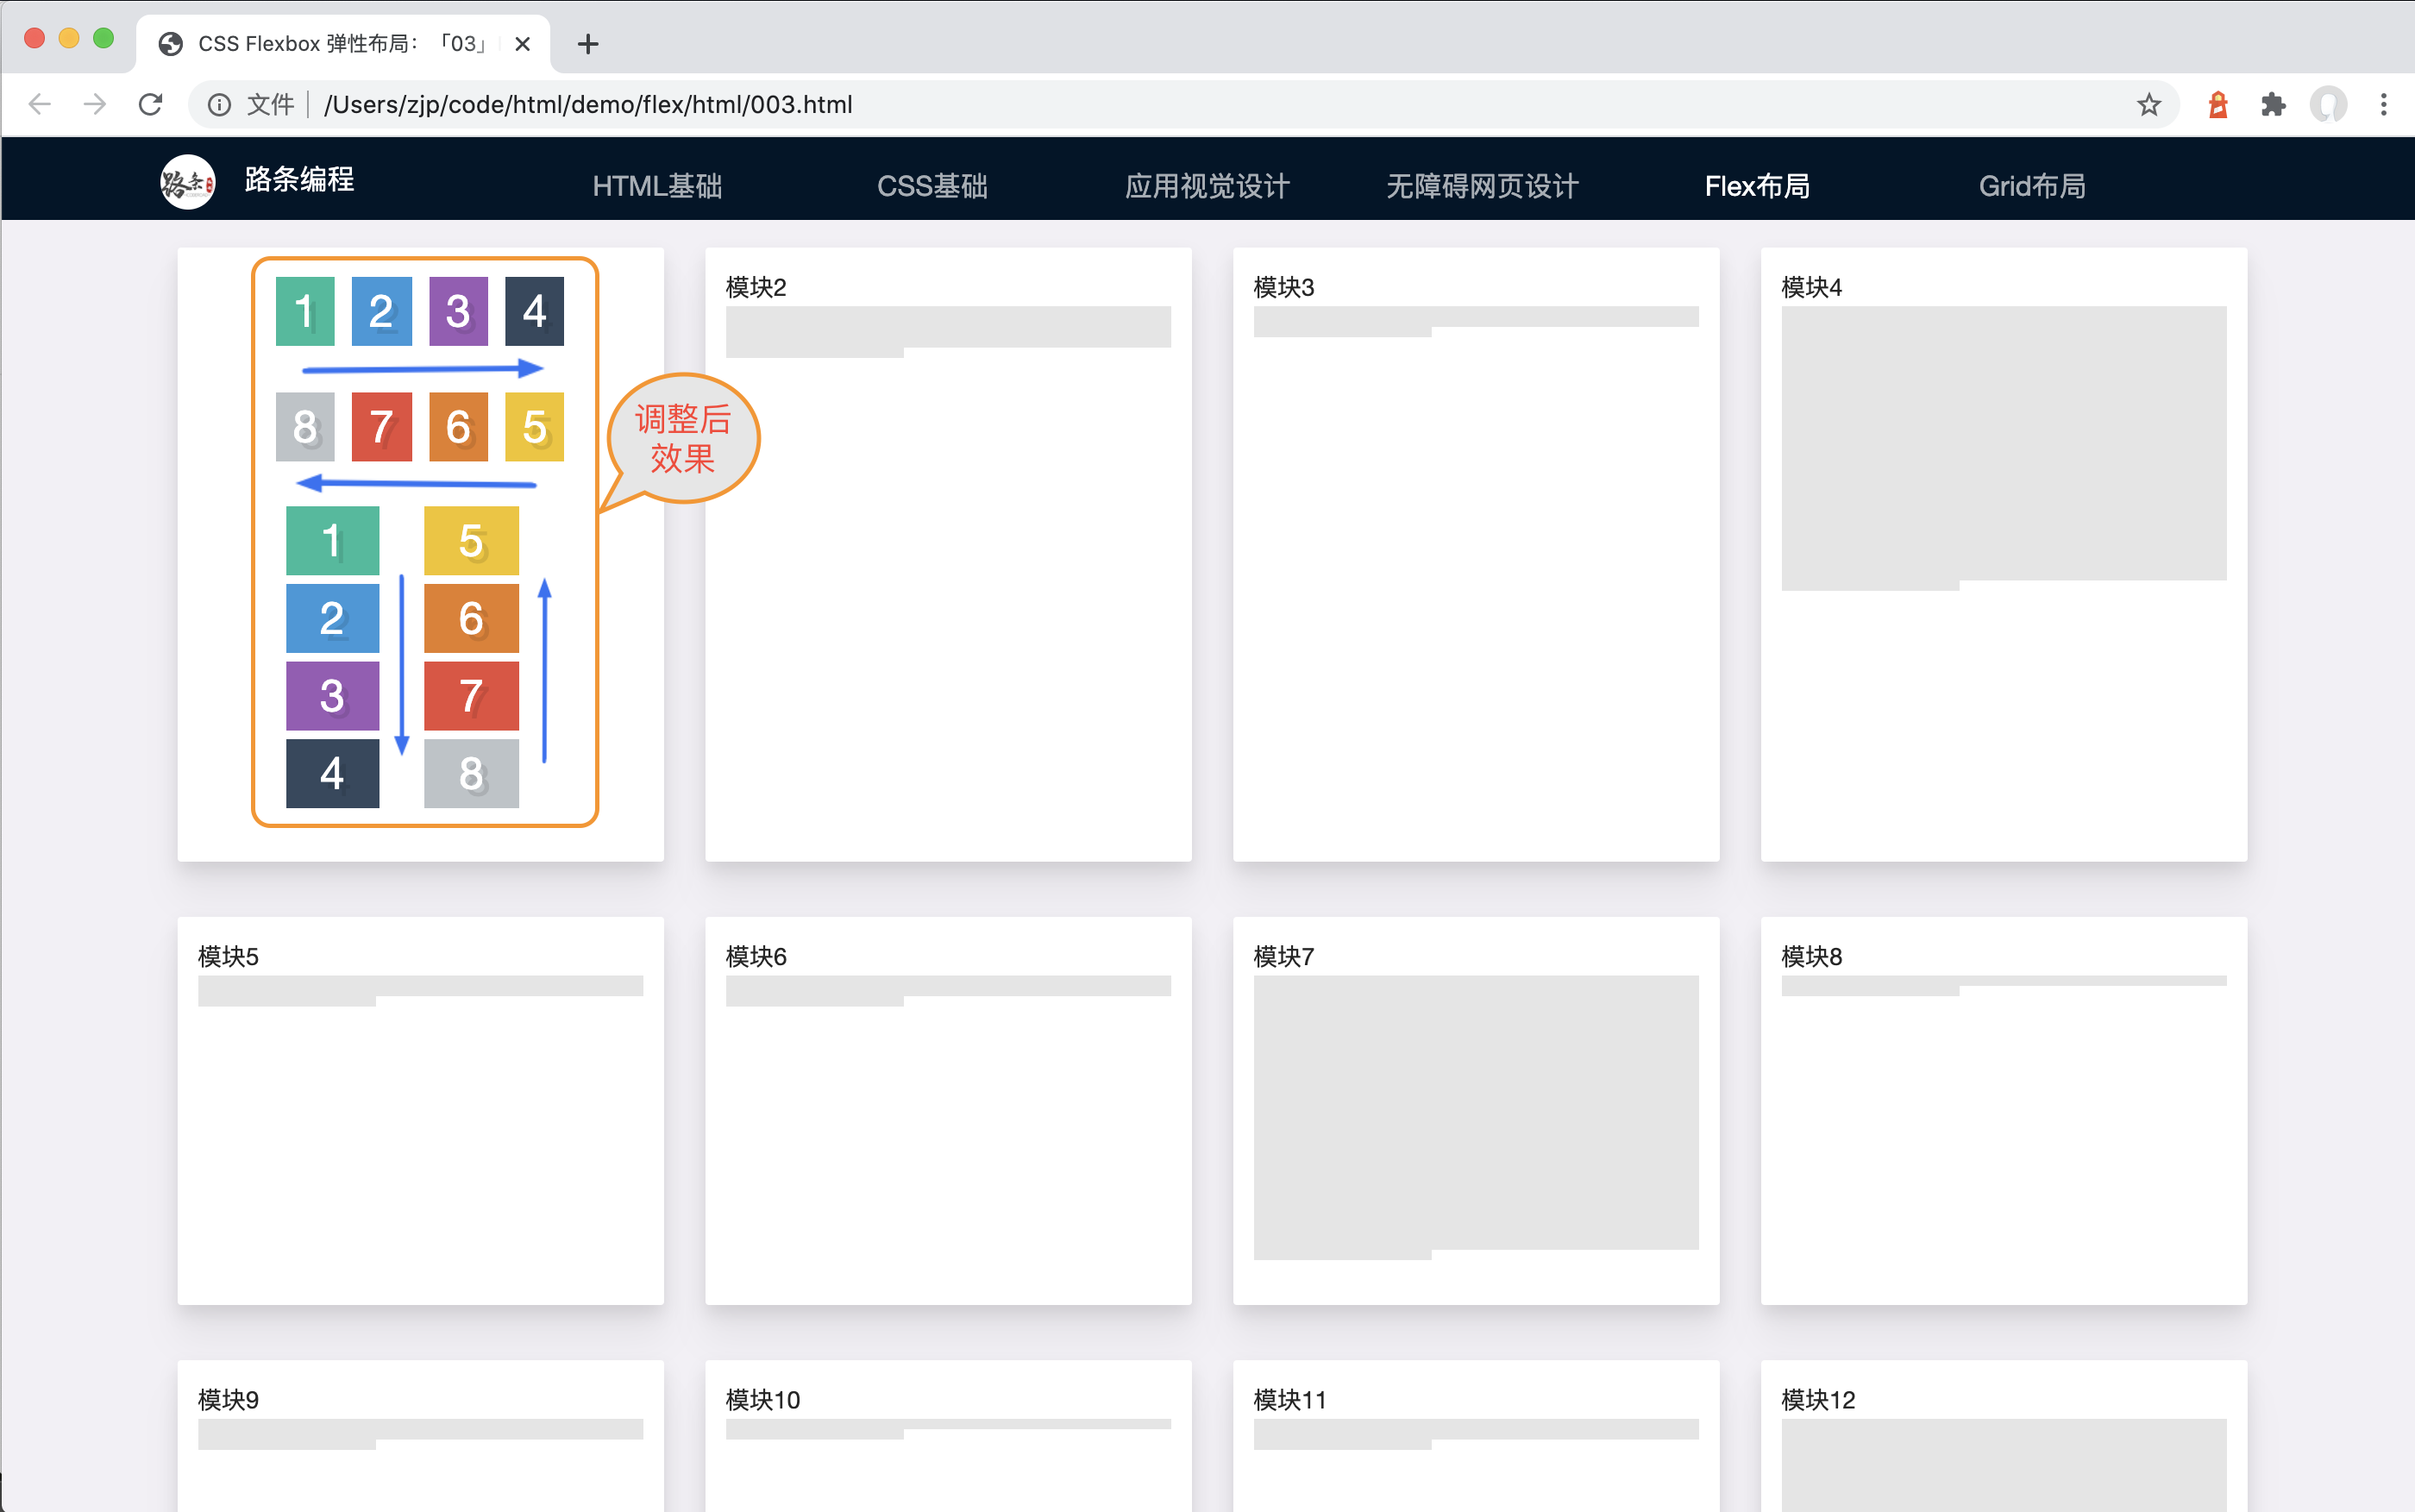 CSS Flexbox 弹性布局：「03」
文件 /Users/zjp/code/html/demo/flex/html/003.html
路条
路条编程 HTML基础 CSS基础 应用视觉设计 无障碍网页设计 Flex布局 Grid布局
1 2 3 4
8 7 6 5
1 5
2 6
3 7
4 8
调整后
效果
模块2
模块3
模块4
模块5
模块6
模块7
模块8
模块9
模块10
模块11
模块12